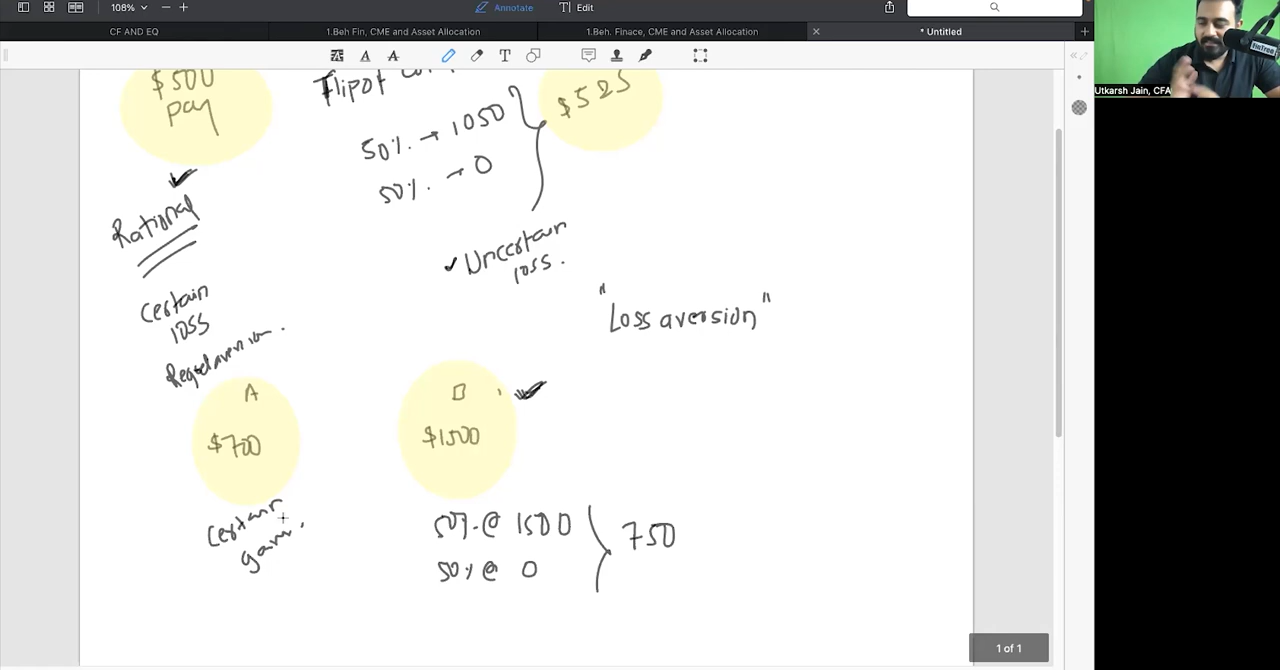 108%
Annotate
Edit
CF AND EQ
1.Beh Fin, CME and Asset Allocation
1.Beh. Finace, CME and Asset Allocation
* Untitled
FinTree
Utkarsh Jain, CFA
$500
pay
50%. → 1050
50%. → 0
$525
Rational
Uncertain
loss.
Certain
loss
"Loss aversion"
A
$700
B
$1500
gain.
50%.@ 1500
50%@ 0
750
1 of 1